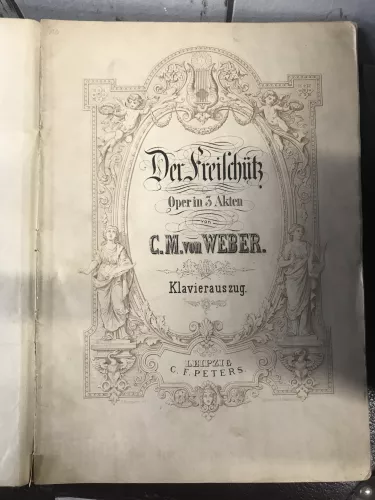 Der Freischütz
Oper in 3 Akten
von
C. M. von WEBER.
Klavierauszug.
LEIPZIG
C. F. PETERS.